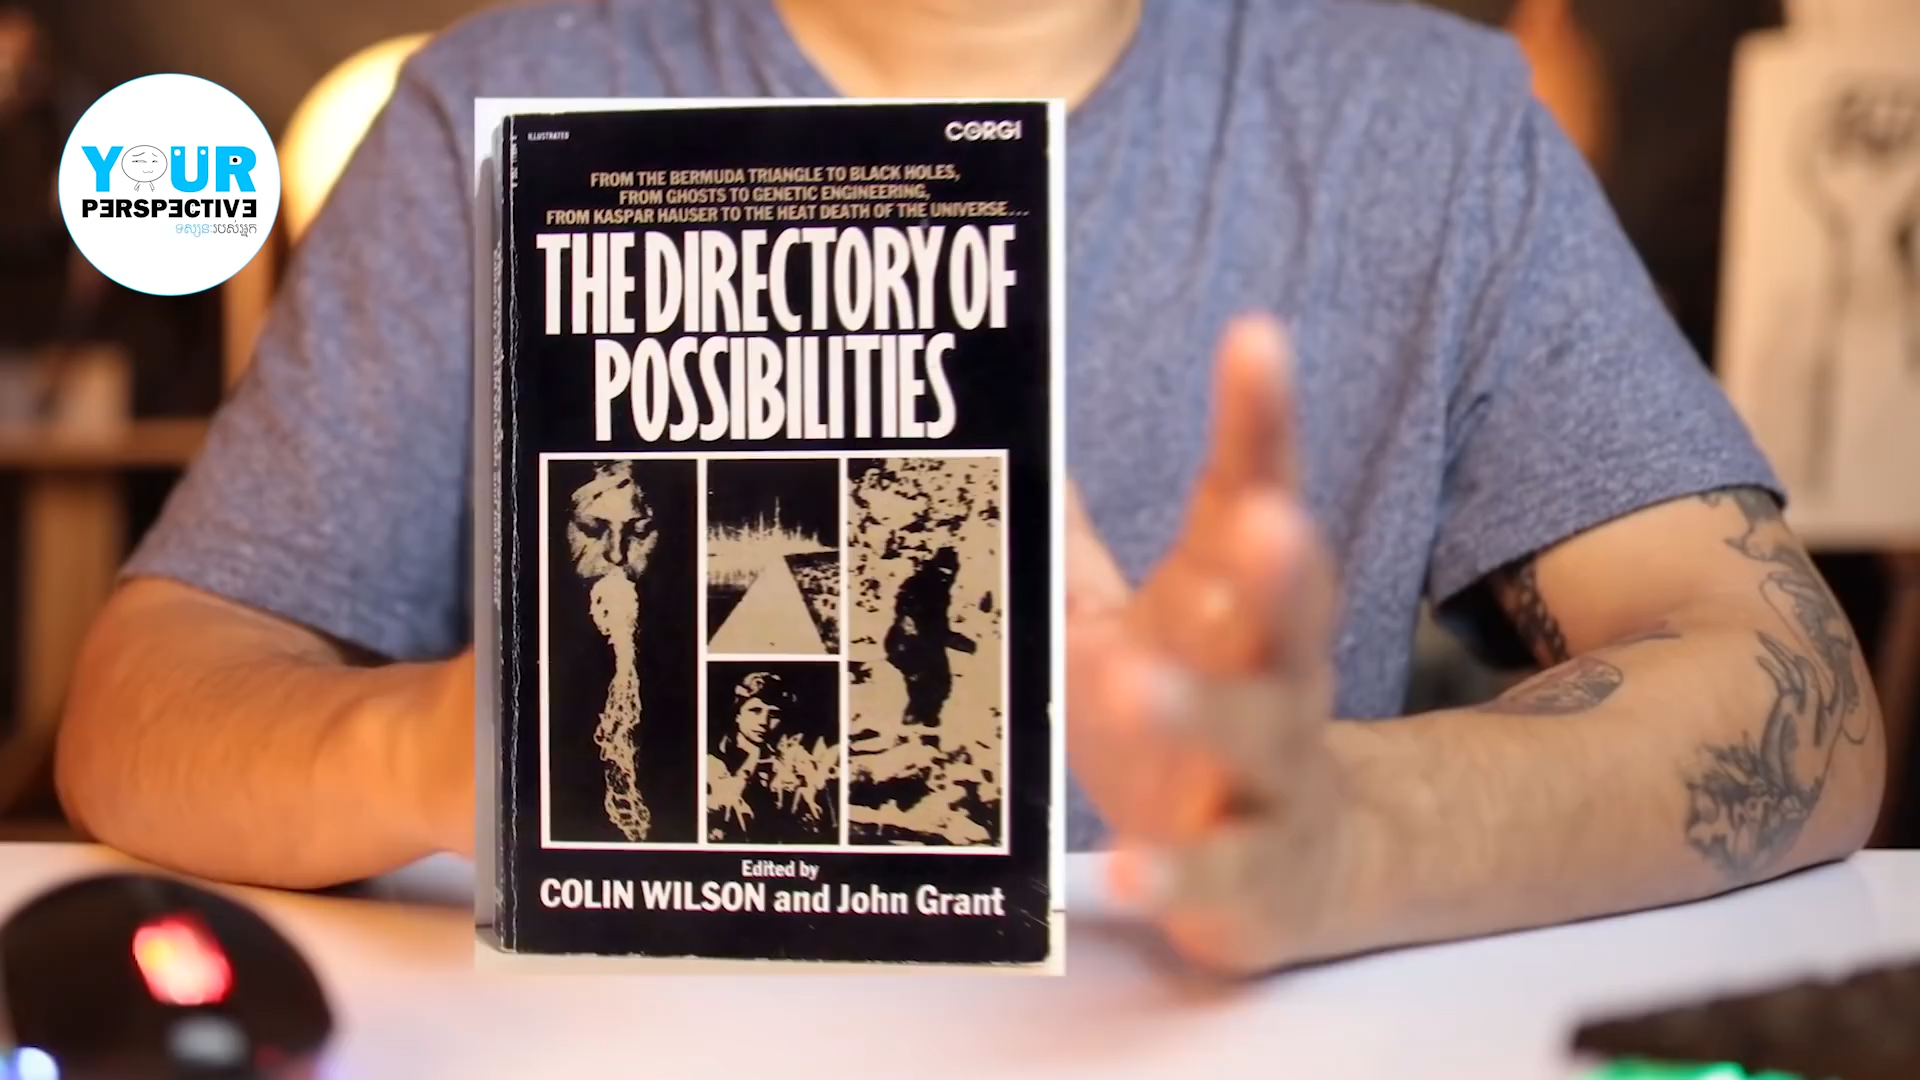 YOUR
PERSPECTIVE
ទស្សនៈរបស់អ្នក
ILLUSTRATED
CORGI
FROM THE BERMUDA TRIANGLE TO BLACK HOLES,
FROM GHOSTS TO GENETIC ENGINEERING,
FROM KASPAR HAUSER TO THE HEAT DEATH OF THE UNIVERSE...
THE DIRECTORY OF
POSSIBILITIES
Edited by
COLIN WILSON and John Grant